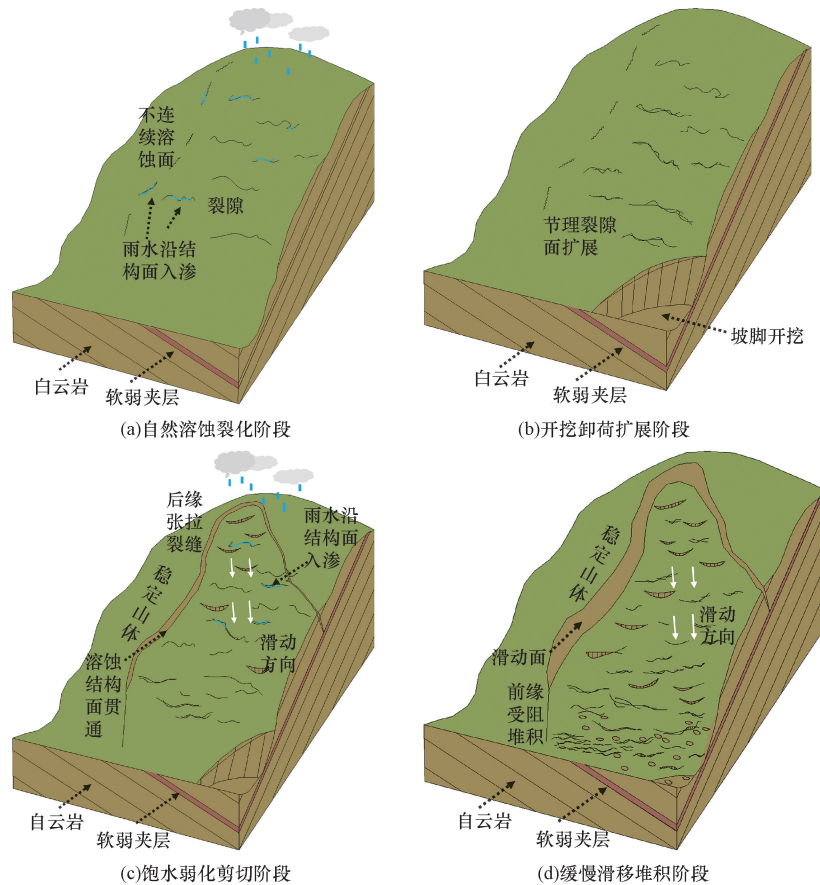 不连
续溶
蚀面
裂隙
雨水沿结
构面入渗
白云岩
软弱夹层
(a)自然溶蚀裂化阶段
节理裂隙
面扩展
坡脚开挖
白云岩
软弱夹层
(b)开挖卸荷扩展阶段
后缘
张拉
裂缝
雨水沿
结构面
入渗
稳定山体
滑动
方向
溶蚀
结构
面贯
通
白云岩
软弱夹层
(c)饱水弱化剪切阶段
稳定山体
滑动
方向
滑动面
前缘
受阻
堆积
白云岩
软弱夹层
(d)缓慢滑移堆积阶段